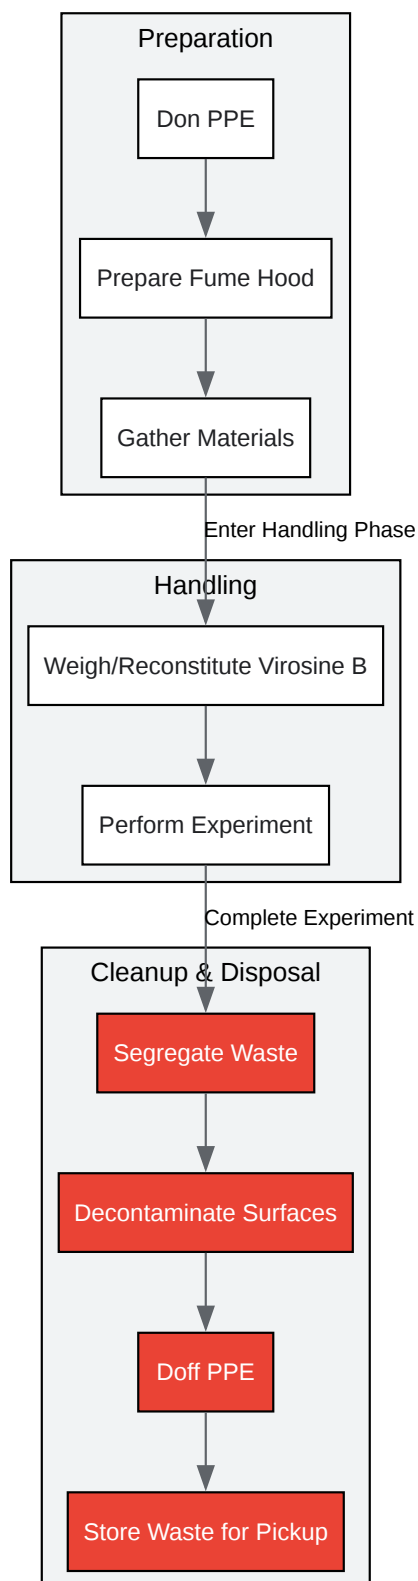 Preparation
Don PPE
Prepare Fume Hood
Gather Materials
Enter Handling Phase
Handling
Weigh/Reconstitute Virosine B
Perform Experiment
Complete Experiment
Cleanup & Disposal
Segregate Waste
Decontaminate Surfaces
Doff PPE
Store Waste for Pickup